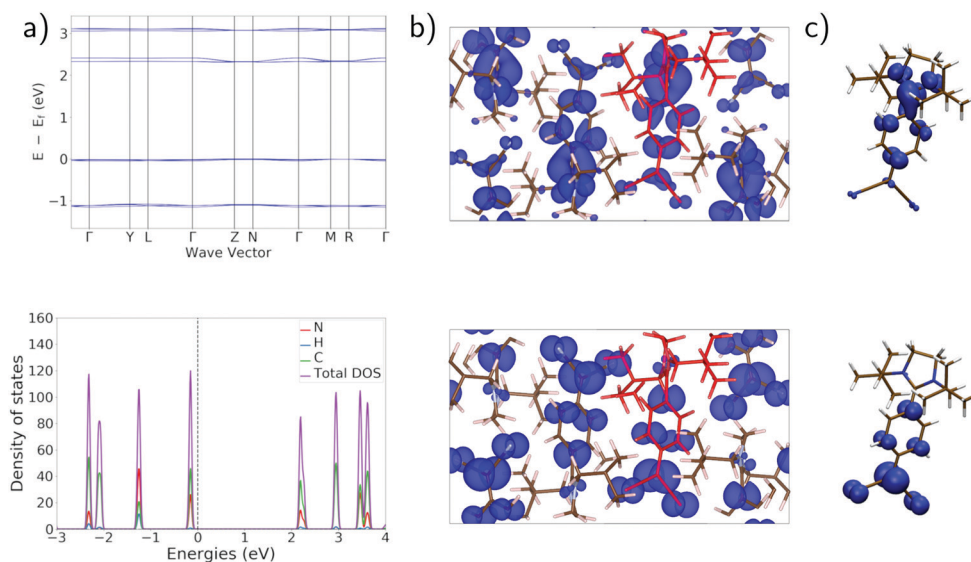 a)
b)
c)
3
2
1
0
−1
E − E_f (eV)
Γ Y L Γ Z N Γ M R Γ
Wave Vector
160
140
120
100
80
60
40
20
0
Density of states
N
H
C
Total DOS
−3 −2 −1 0 1 2 3 4
Energies (eV)